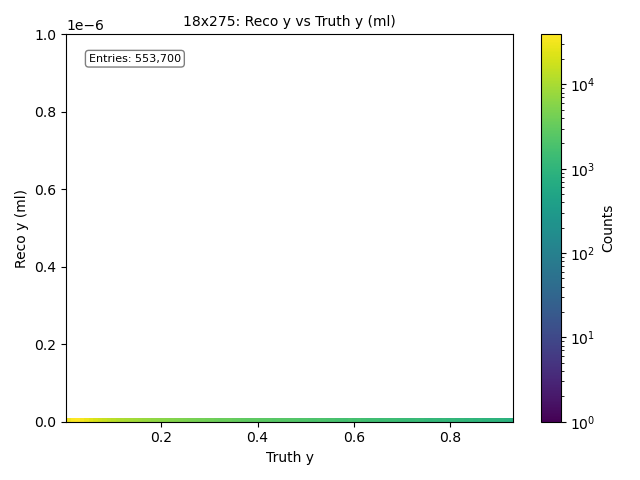 18x275: Reco y vs Truth y (ml)
1e−6
Entries: 553,700
1.0
0.8
0.6
0.4
0.2
0.0
Reco y (ml)
0.2 0.4 0.6 0.8
Truth y
10^4
10^3
10^2
10^1
10^0
Counts